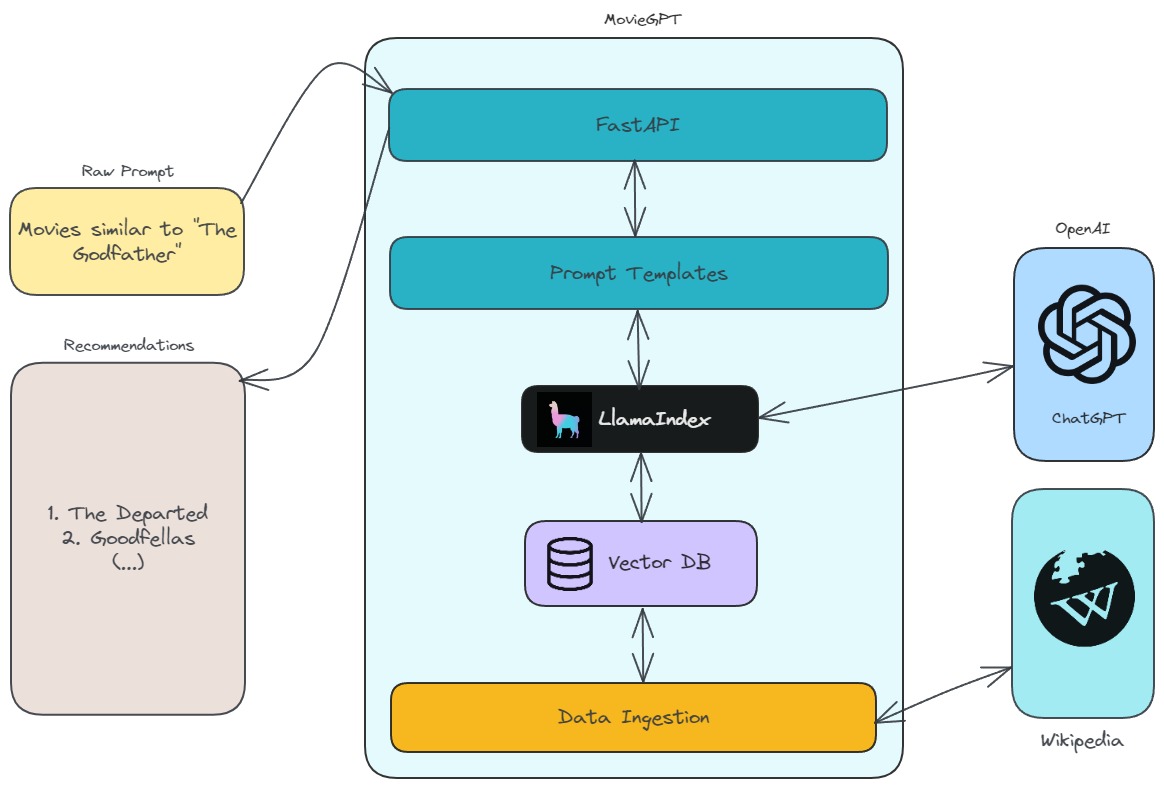 MovieGPT
FastAPI
Raw Prompt
Movies similar to "The
Godfather"
Prompt Templates
OpenAI
ChatGPT
Recommendations
1. The Departed
2. Goodfellas
(...)
LlamaIndex
Vector DB
W
Wikipedia
Data Ingestion